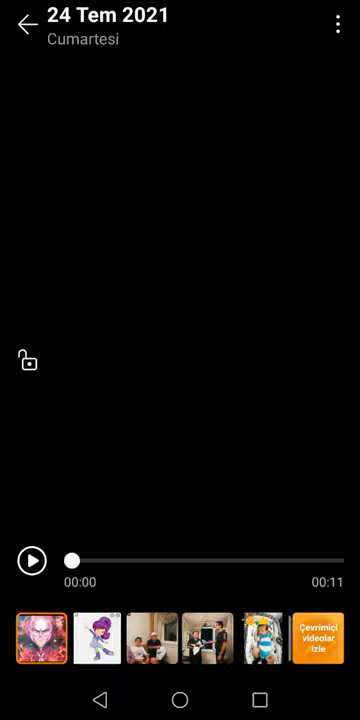 24 Tem 2021
Cumartesi
00:00
00:11
Çevrimiçi
videolar
izle